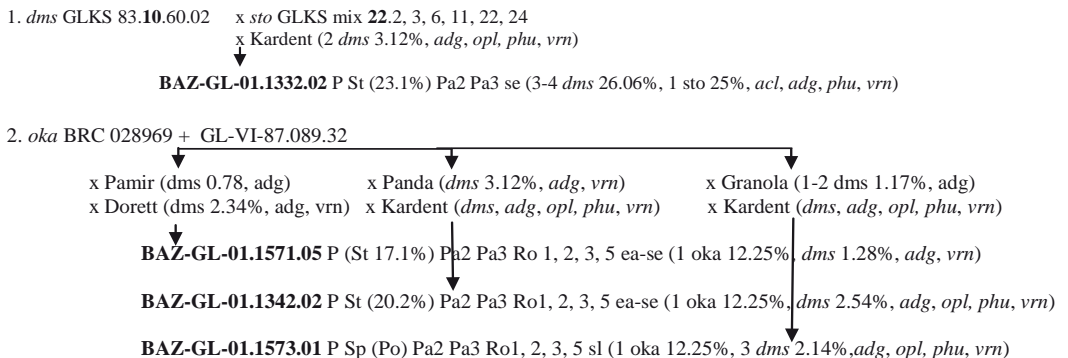 1. dms GLKS 83.10.60.02 x sto GLKS mix 22.2, 3, 6, 11, 22, 24
x Kardent (2 dms 3.12%, adg, opl, phu, vrn)
BAZ-GL-01.1332.02 P St (23.1%) Pa2 Pa3 se (3-4 dms 26.06%, 1 sto 25%, acl, adg, phu, vrn)
2. oka BRC 028969 + GL-VI-87.089.32
x Pamir (dms 0.78, adg) x Panda (dms 3.12%, adg, vrn) x Granola (1-2 dms 1.17%, adg)
x Dorett (dms 2.34%, adg, vrn) x Kardent (dms, adg, opl, phu, vrn) x Kardent (dms, adg, opl, phu, vrn)
BAZ-GL-01.1571.05 P (St 17.1%) Pa2 Pa3 Ro 1, 2, 3, 5 ea-se (1 oka 12.25%, dms 1.28%, adg, vrn)
BAZ-GL-01.1342.02 P St (20.2%) Pa2 Pa3 Ro1, 2, 3, 5 ea-se (1 oka 12.25%, dms 2.54%, adg, opl, phu, vrn)
BAZ-GL-01.1573.01 P Sp (Po) Pa2 Pa3 Ro1, 2, 3, 5 sl (1 oka 12.25%, 3 dms 2.14%,adg, opl, phu, vrn)